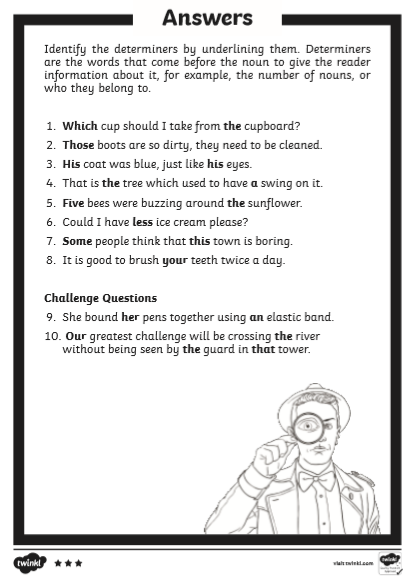 Answers
Identify the determiners by underlining them. Determiners
are the words that come before the noun to give the reader
information about it, for example, the number of nouns, or
who they belong to.
1. Which cup should I take from the cupboard?
2. Those boots are so dirty, they need to be cleaned.
3. His coat was blue, just like his eyes.
4. That is the tree which used to have a swing on it.
5. Five bees were buzzing around the sunflower.
6. Could I have less ice cream please?
7. Some people think that this town is boring.
8. It is good to brush your teeth twice a day.
Challenge Questions
9. She bound her pens together using an elastic band.
10. Our greatest challenge will be crossing the river
without being seen by the guard in that tower.
twinkl
visit twinkl.com